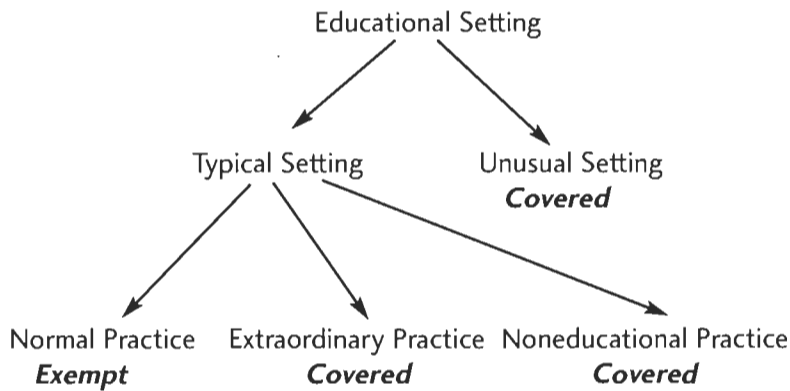 Educational Setting
Typical Setting
Unusual Setting
Covered
Normal Practice
Extraordinary Practice
Noneducational Practice
Exempt
Covered
Covered